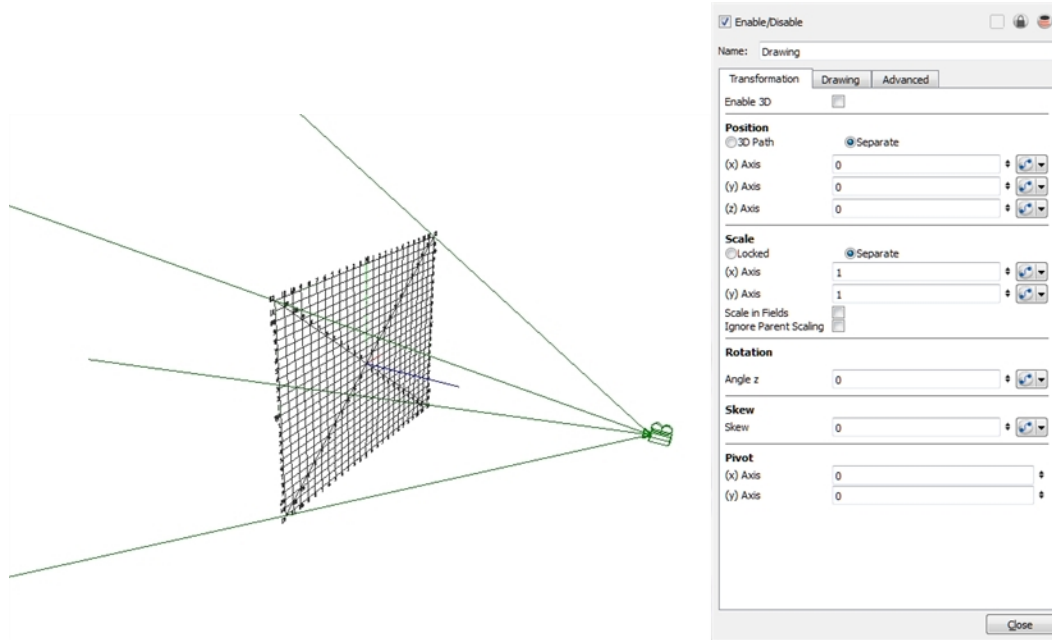 Enable/Disable
Name: Drawing
Transformation Drawing Advanced
Enable 3D
Position
3D Path Separate
(x) Axis 0
(y) Axis 0
(z) Axis 0
Scale
Locked Separate
(x) Axis 1
(y) Axis 1
Scale in Fields
Ignore Parent Scaling
Rotation
Angle z 0
Skew
Skew 0
Pivot
(x) Axis 0
(y) Axis 0
Close